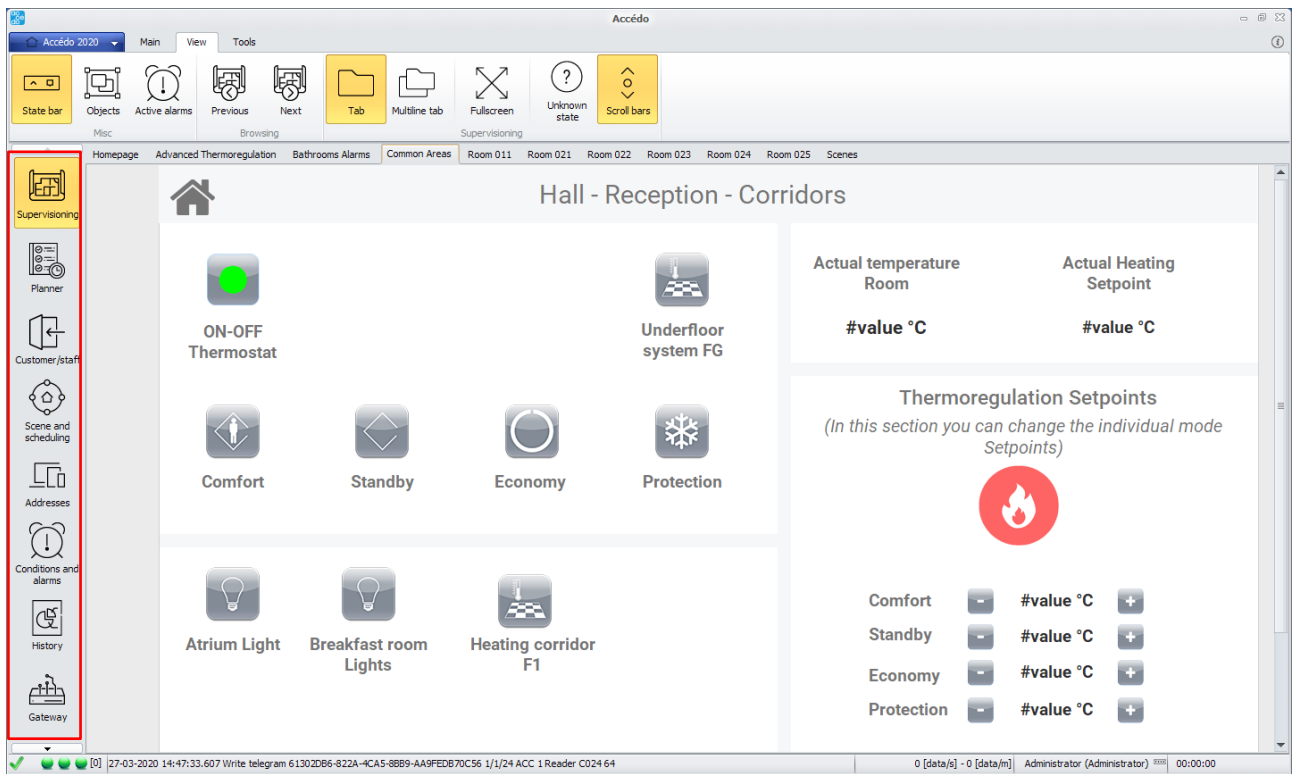 Accédo
Accédo 2020
Main
View
Tools
State bar
Objects
Active alarms
Previous
Next
Tab
Multiline tab
Fullscreen
Unknown
state
Scroll bars
Misc
Browsing
Supervisioning
Homepage
Advanced Thermoregulation
Bathrooms Alarms
Common Areas
Room 011
Room 021
Room 022
Room 023
Room 024
Room 025
Scenes
Supervisioning
Planner
Customer/staff
Scene and
scheduling
Addresses
Conditions and
alarms
History
Gateway
Hall - Reception - Corridors
ON-OFF
Thermostat
Underfloor
system FG
Comfort
Standby
Economy
Protection
Atrium Light
Breakfast room
Lights
Heating corridor
F1
Actual temperature
Room
#value °C
Actual Heating
Setpoint
#value °C
Thermoregulation Setpoints
(In this section you can change the individual mode
Setpoints)
Comfort - #value °C +
Standby - #value °C +
Economy - #value °C +
Protection - #value °C +
[0] 27-03-2020 14:47:33.607 Write telegram 61302DB6-822A-4CA5-8BB9-AA9FEDB70C56 1/1/24 ACC 1 Reader C024 64
0 [data/s] - 0 [data/m]
Administrator (Administrator)
00:00:00